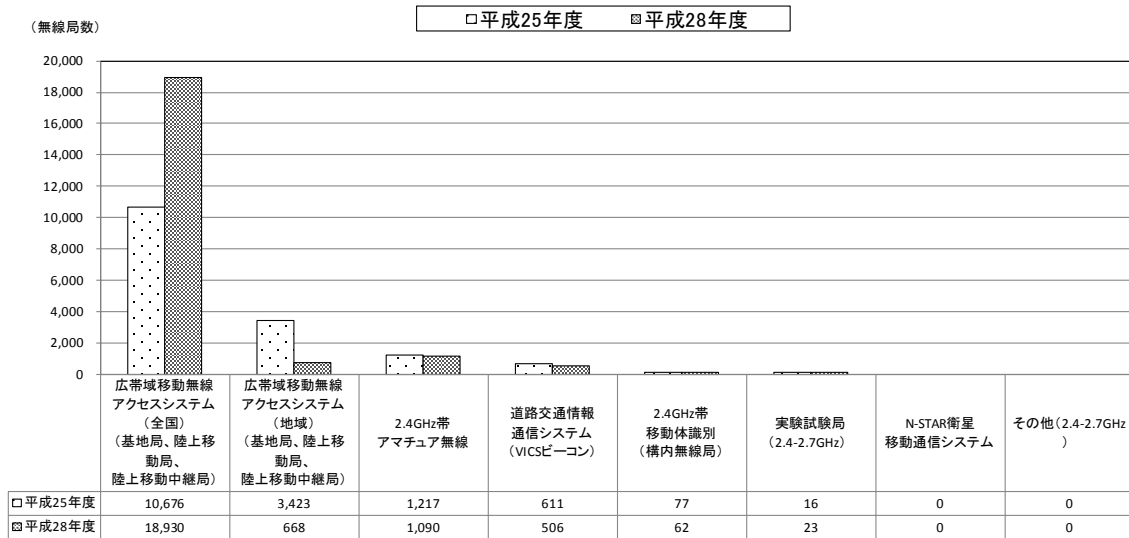 （無線局数）
平成25年度 平成28年度
20,000
18,000
16,000
14,000
12,000
10,000
8,000
6,000
4,000
2,000
0
広帯域移動無線
アクセスシステム
（全国）
（基地局、陸上移
動局、
陸上移動中継局）
広帯域移動無線
アクセスシステム
（地域）
（基地局、陸上移
動局、
陸上移動中継局）
2.4GHz帯
アマチュア無線
道路交通情報
通信システム
（VICSビーコン）
2.4GHz帯
移動体識別
（構内無線局）
実験試験局
（2.4-2.7GHz）
N-STAR衛星
移動通信システム
その他（2.4-2.7GHz
）
平成25年度 10,676 3,423 1,217 611 77 16 0 0
平成28年度 18,930 668 1,090 506 62 23 0 0